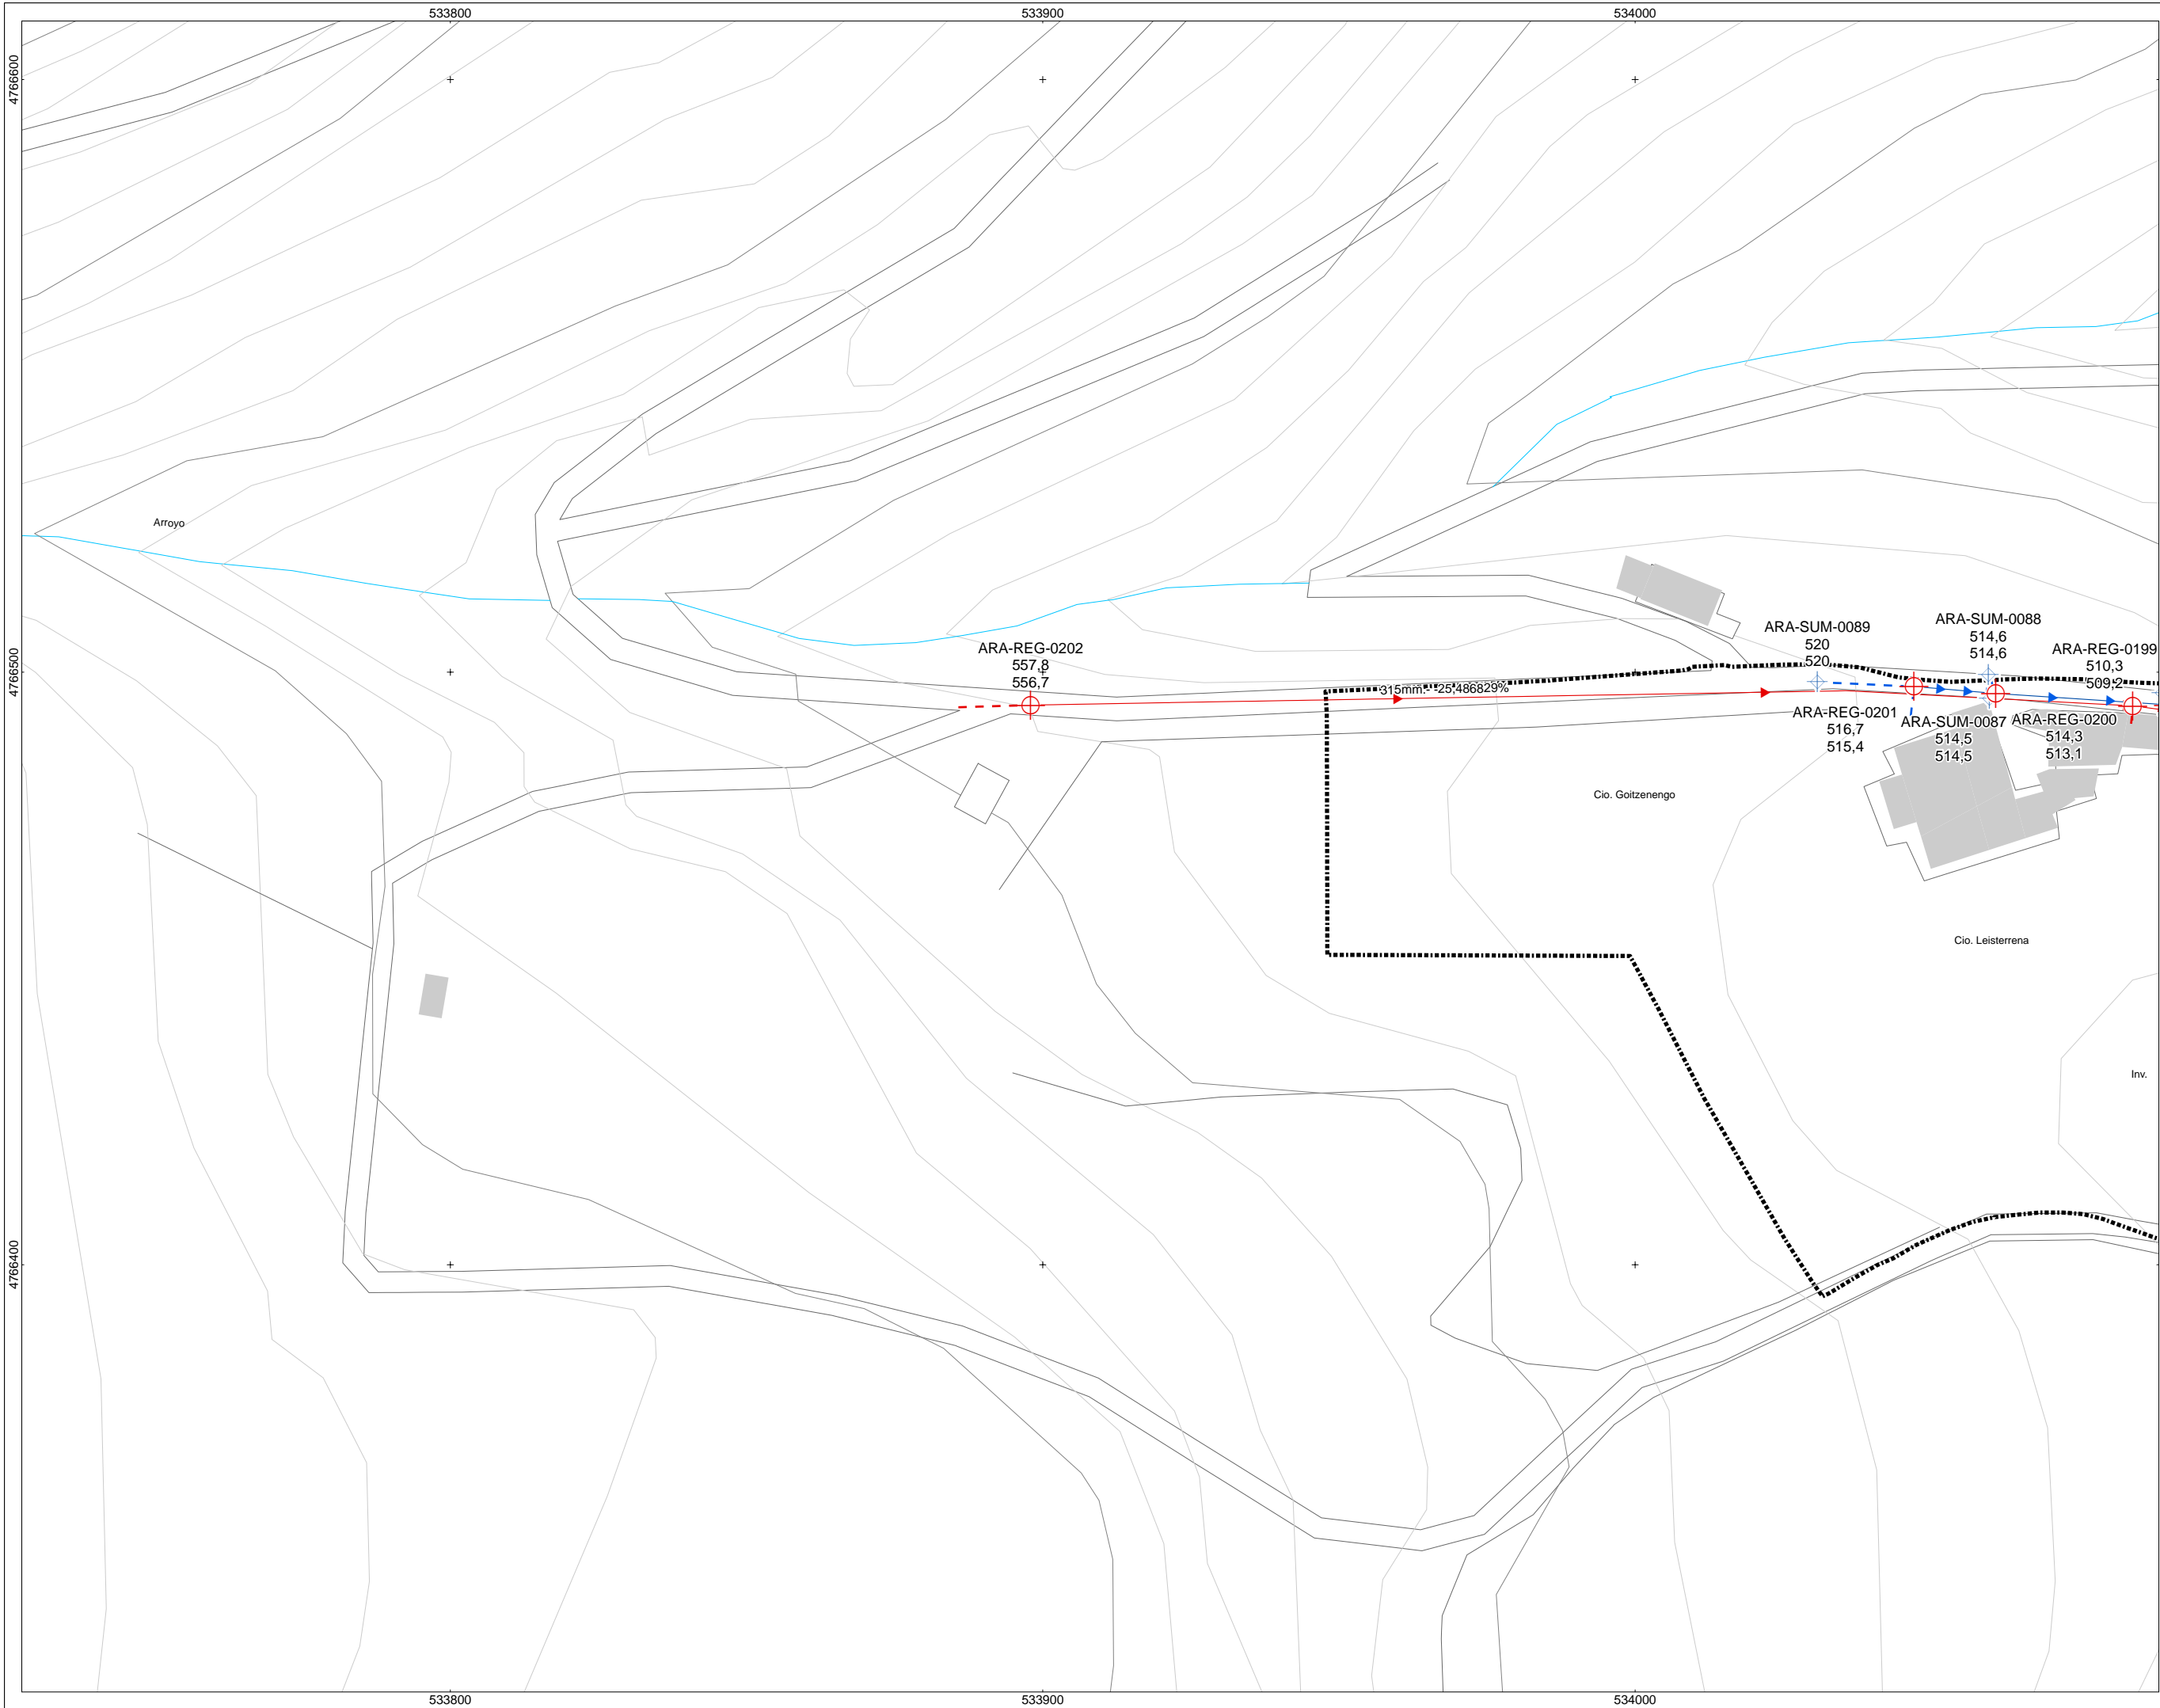 533800
533900
534000
4766600
Arroyo
ARA-REG-0202
557,8
556,7
4766500
315mm.- -25,486829%
ARA-SUM-0089
520
520
ARA-SUM-0088
514,6
514,6
ARA-REG-0199
510,3
509,2
ARA-REG-0201
516,7
515,4
ARA-SUM-0087
514,5
514,5
ARA-REG-0200
514,3
513,1
Cio. Goitzenengo
Cio. Leisterrena
Inv.
4766400
533800
533900
534000